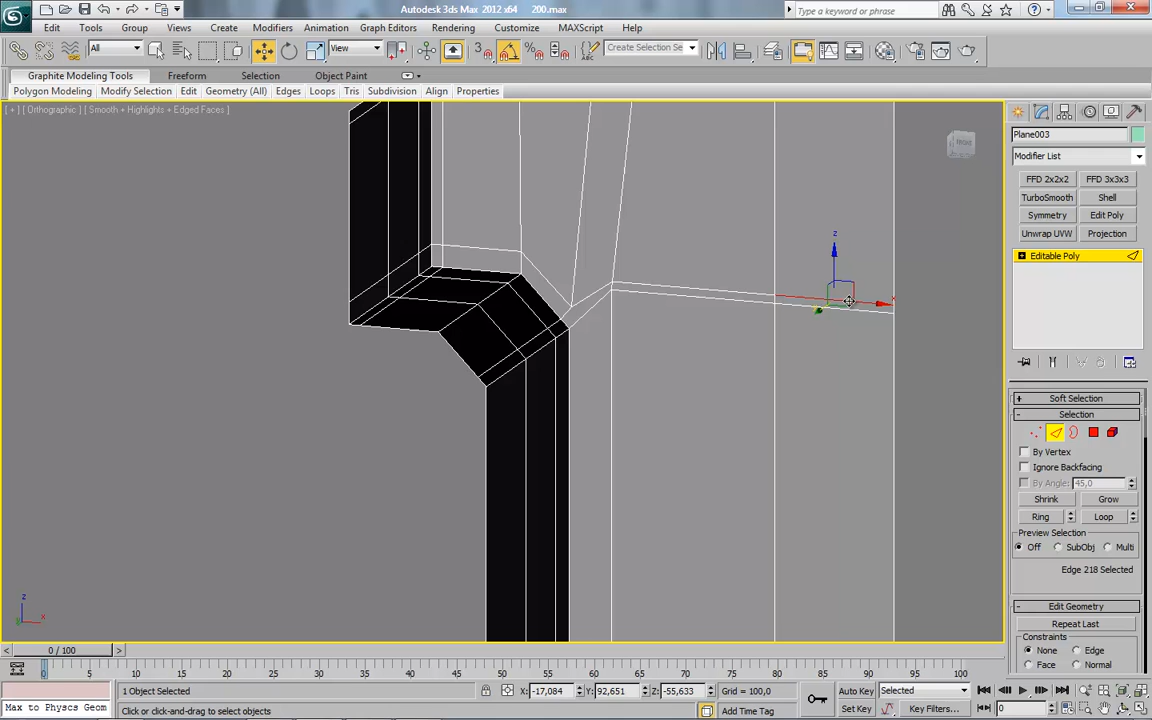 Autodesk 3ds Max 2012 x64    200.max
Type a keyword or phrase
Edit Tools Group Views Create Modifiers Animation Graph Editors Rendering Customize MAXScript Help
All View 3 Create Selection Se
Graphite Modeling Tools Freeform Selection Object Paint
Polygon Modeling Modify Selection Edit Geometry (All) Edges Loops Tris Subdivision Align Properties
[ + ] [ Orthographic ] [ Smooth + Highlights + Edged Faces ]
FRONT
Plane003
Modifier List
FFD 2x2x2 FFD 3x3x3
TurboSmooth Shell
Symmetry Edit Poly
Unwrap UVW Projection
Editable Poly
z
x
+ Soft Selection
- Selection
By Vertex
Ignore Backfacing
By Angle: 45,0
Shrink Grow
Ring Loop
Preview Selection
Off SubObj Multi
Edge 218 Selected
- Edit Geometry
Repeat Last
Constraints
None Edge
Face Normal
z
x
< 0 / 100 >
0 5 10 15 20 25 30 35 40 45 50 55 60 65 70 75 80 85 90 95 100
1 Object Selected X: -17,084 Y: 92,651 Z: -55,633 Grid = 100,0 Auto Key Selected
Max to Physcs Geom Click or click-and-drag to select objects Add Time Tag Set Key Key Filters... 0